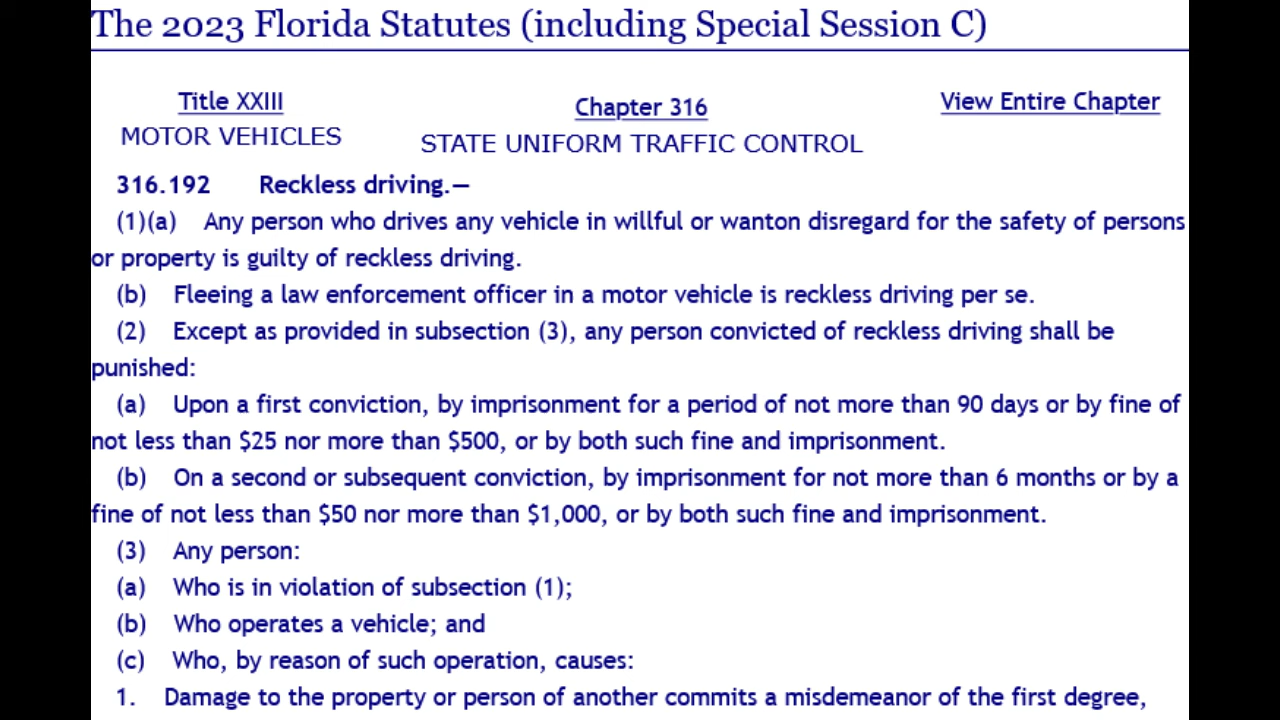 The 2023 Florida Statutes (including Special Session C)
Title XXIII
MOTOR VEHICLES
Chapter 316
STATE UNIFORM TRAFFIC CONTROL
View Entire Chapter
316.192 Reckless driving.—
(1)(a) Any person who drives any vehicle in willful or wanton disregard for the safety of persons
or property is guilty of reckless driving.
(b) Fleeing a law enforcement officer in a motor vehicle is reckless driving per se.
(2) Except as provided in subsection (3), any person convicted of reckless driving shall be
punished:
(a) Upon a first conviction, by imprisonment for a period of not more than 90 days or by fine of
not less than $25 nor more than $500, or by both such fine and imprisonment.
(b) On a second or subsequent conviction, by imprisonment for not more than 6 months or by a
fine of not less than $50 nor more than $1,000, or by both such fine and imprisonment.
(3) Any person:
(a) Who is in violation of subsection (1);
(b) Who operates a vehicle; and
(c) Who, by reason of such operation, causes:
1. Damage to the property or person of another commits a misdemeanor of the first degree,